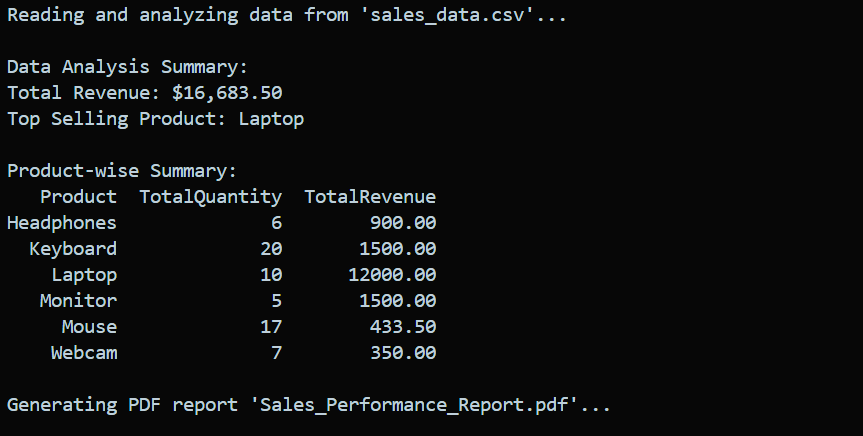 Reading and analyzing data from 'sales_data.csv'...
Data Analysis Summary:
Total Revenue: $16,683.50
Top Selling Product: Laptop
Product-wise Summary:
Product TotalQuantity TotalRevenue
Headphones 6 900.00
Keyboard 20 1500.00
Laptop 10 12000.00
Monitor 5 1500.00
Mouse 17 433.50
Webcam 7 350.00
Generating PDF report 'Sales_Performance_Report.pdf'...